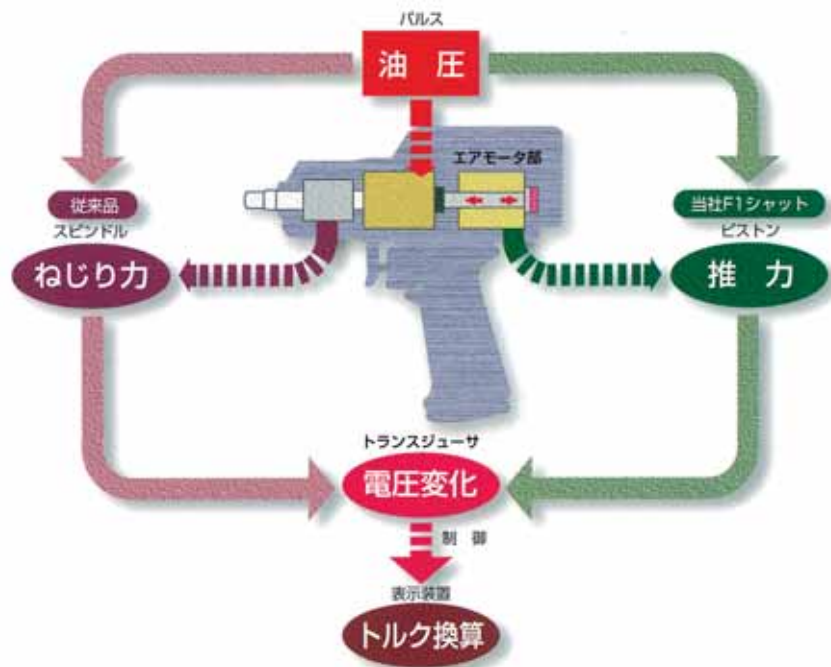 パルス
油 圧
エアモータ部
従来品
スピンドル
ねじり力
当社F1シャット
ピストン
推 力
トランスジューサ
電圧変化
制 御
表示装置
トルク換算